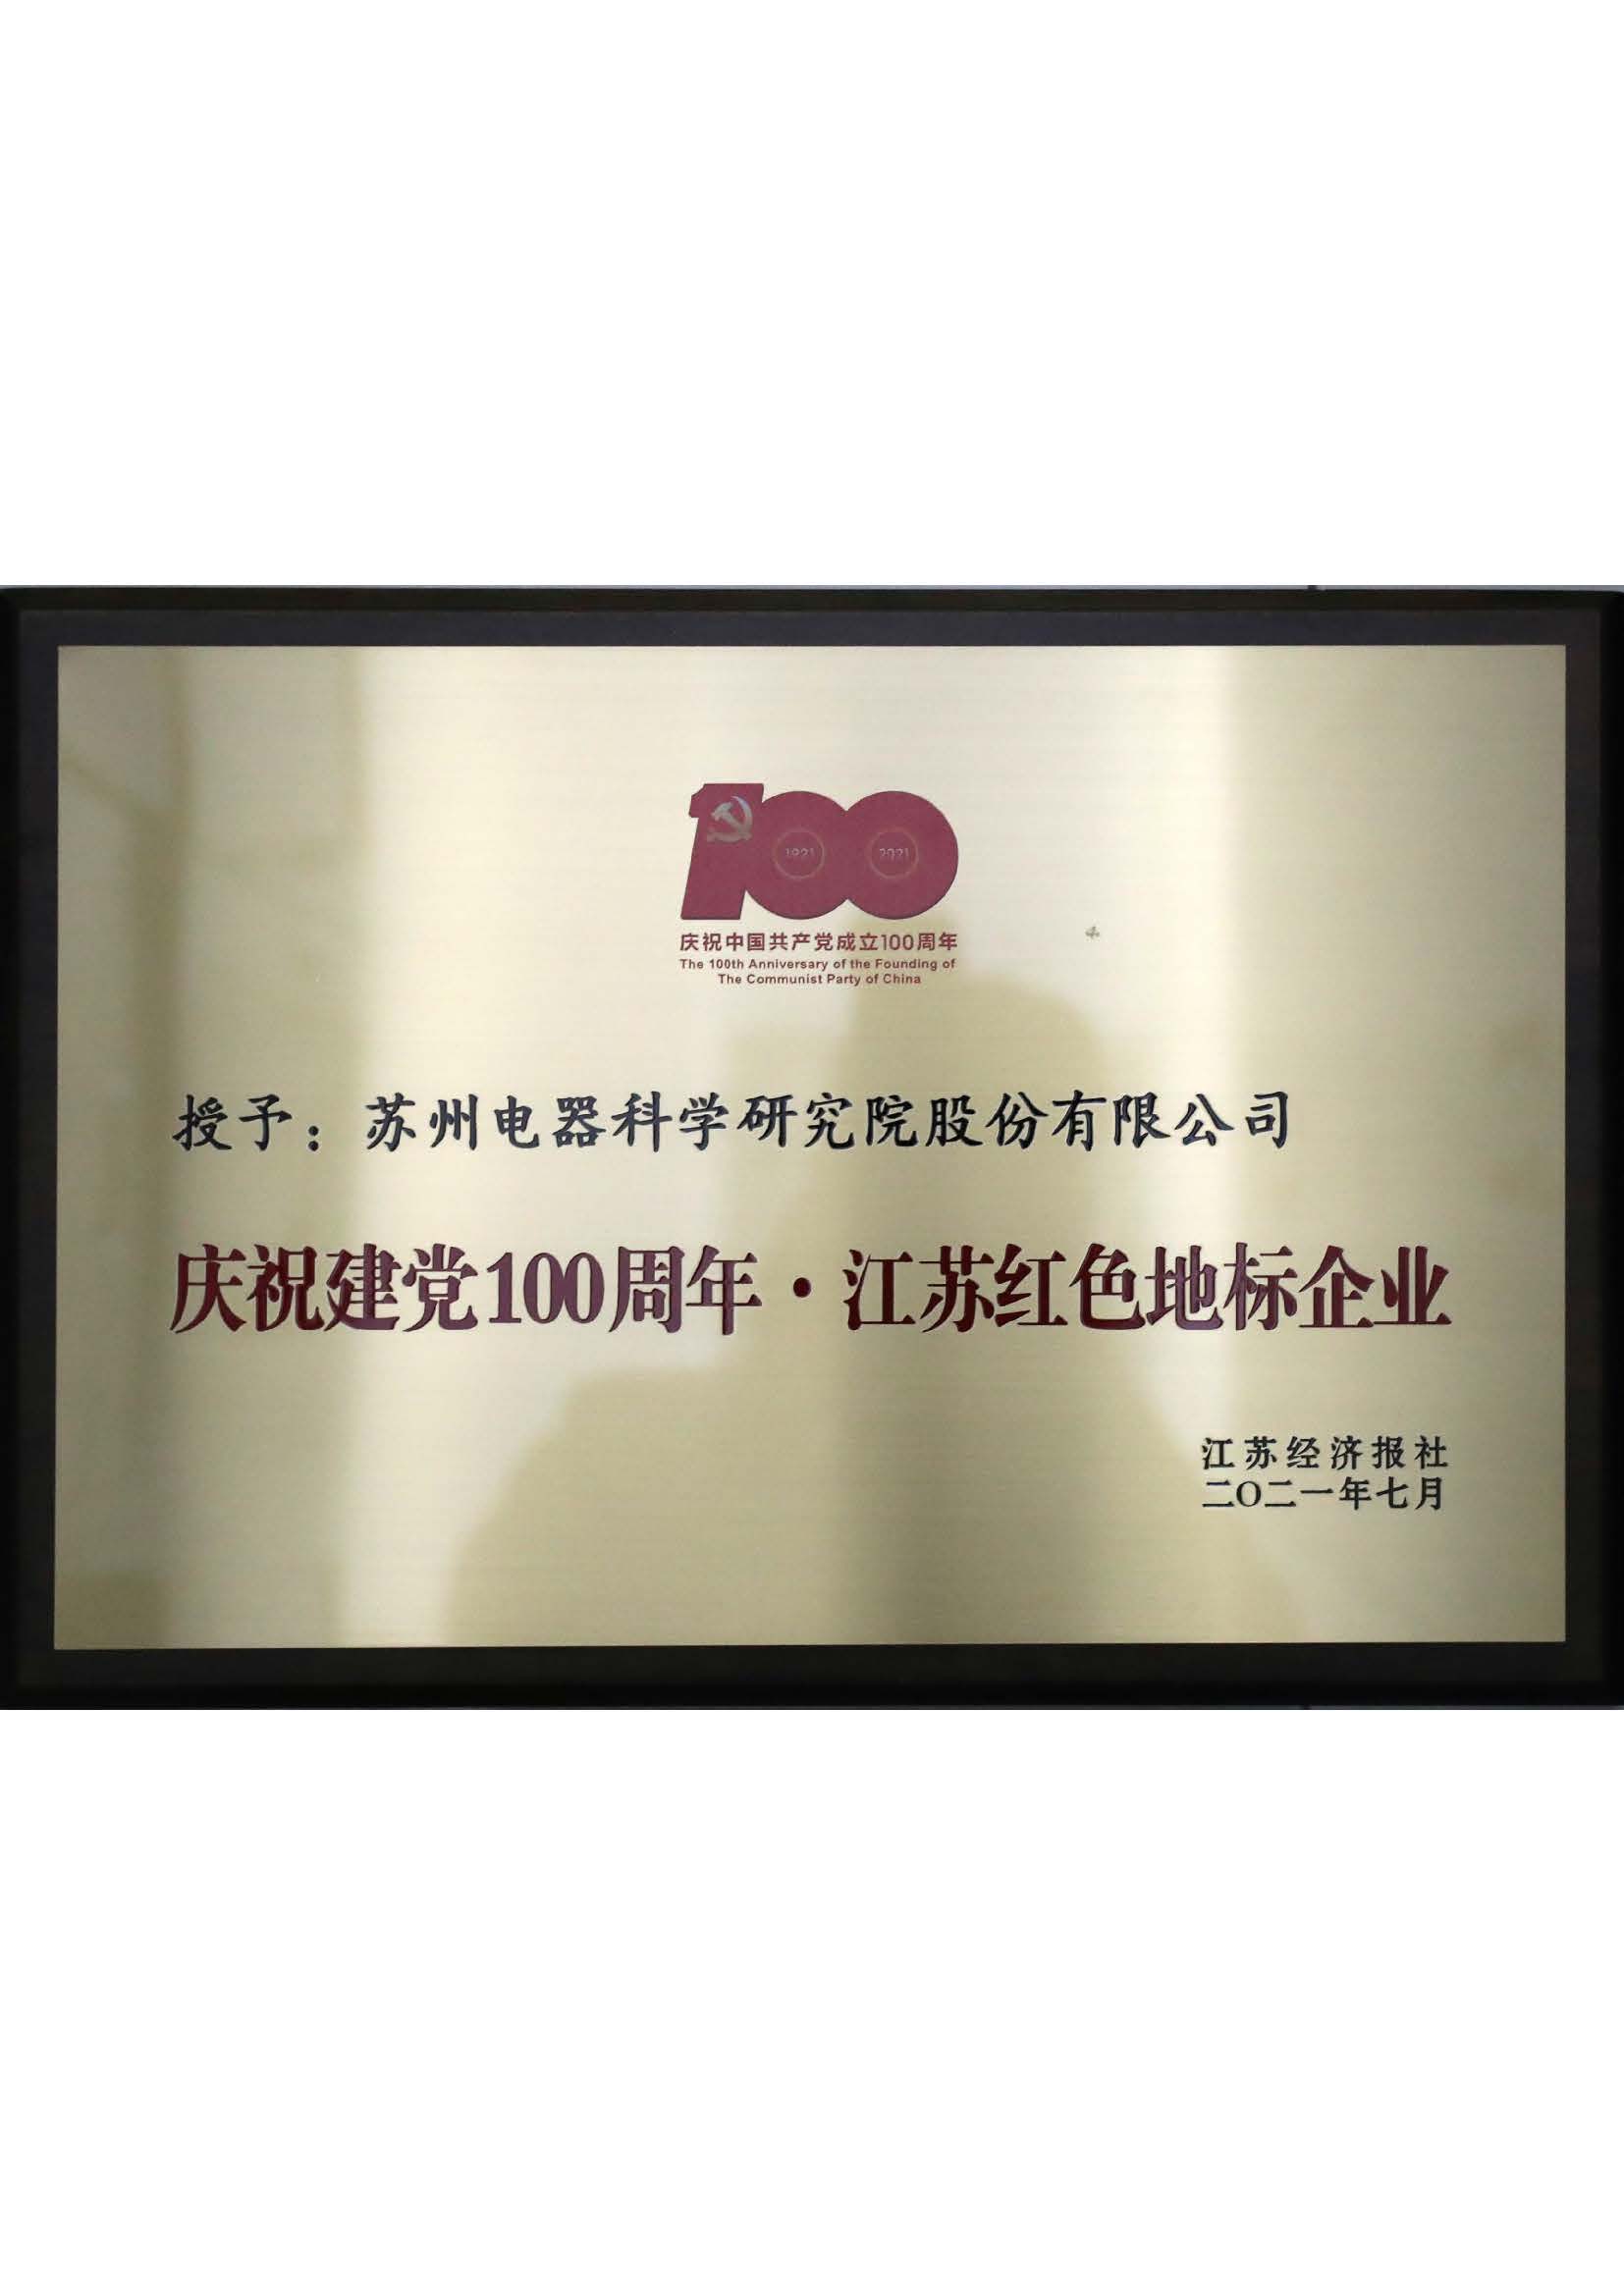 100
1921 2021
庆祝中国共产党成立100周年
The 100th Anniversary of the Founding of
The Communist Party of China
授予：苏州电器科学研究院股份有限公司
庆祝建党100周年·江苏红色地标企业
江苏经济报社
二〇二一年七月